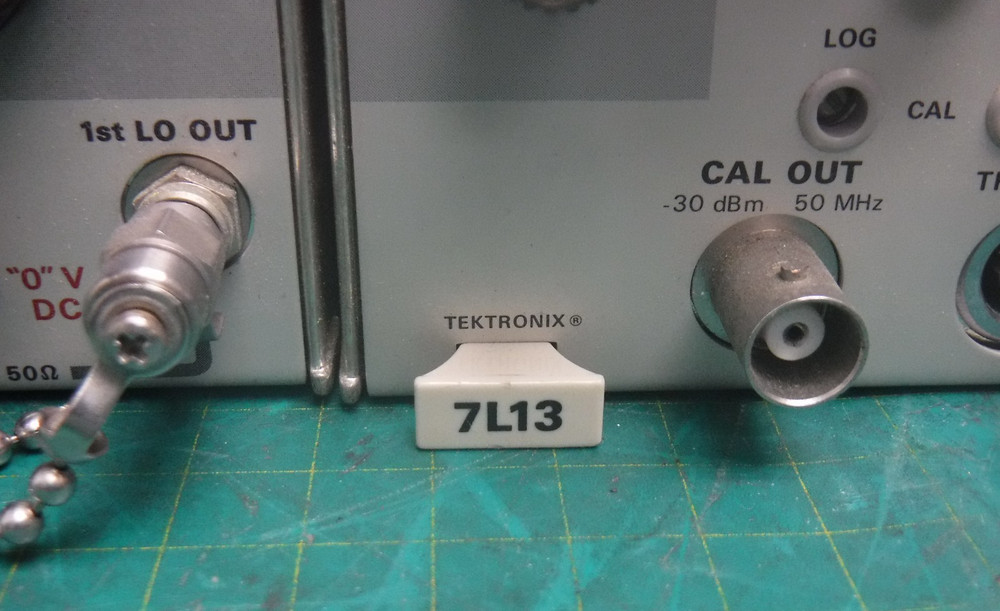 LOG
CAL
1st LO OUT
CAL OUT
-30 dBm 50 MHz
"0" V
DC
50Ω
TEKTRONIX®
7L13